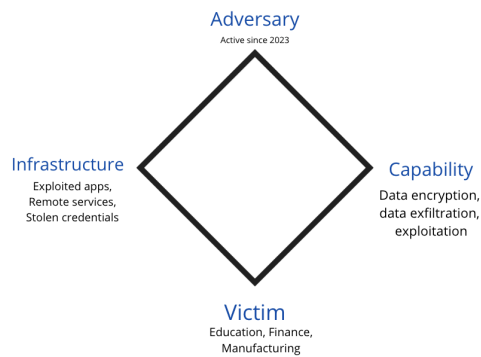 Adversary
Active since 2023
Infrastructure
Exploited apps,
Remote services,
Stolen credentials
Capability
Data encryption,
data exfiltration,
exploitation
Victim
Education, Finance,
Manufacturing